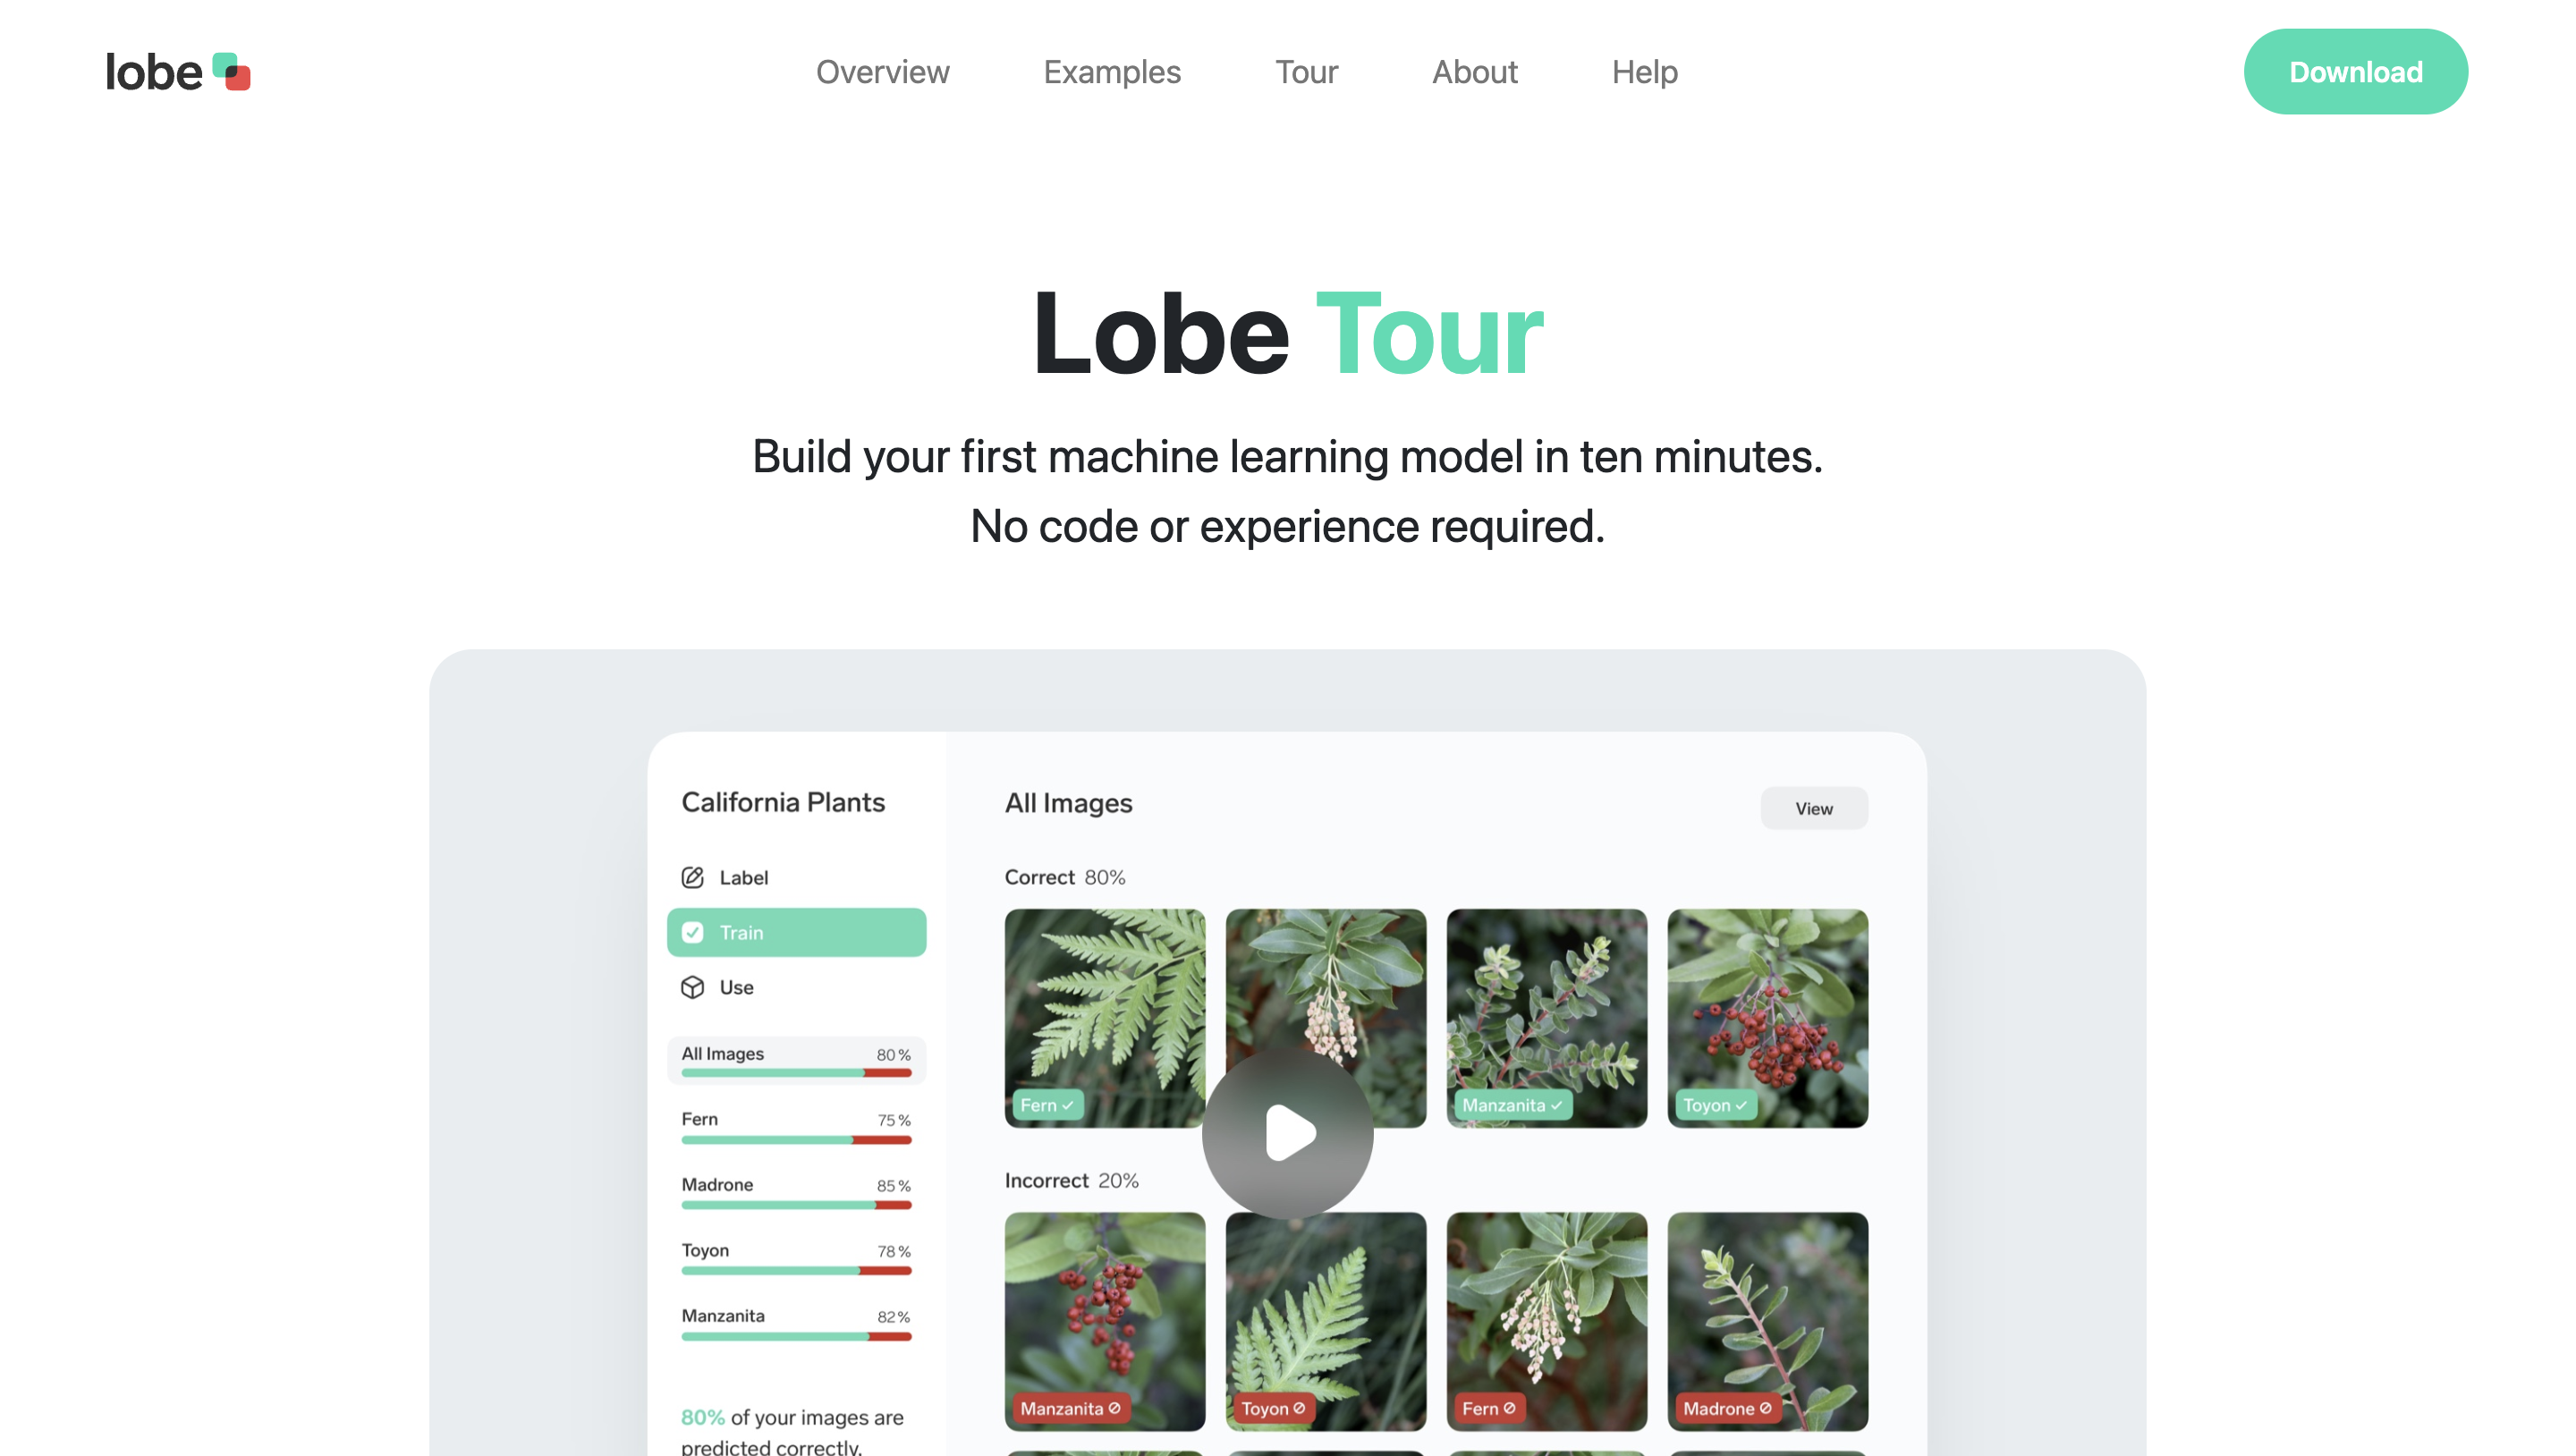 lobe
Overview
Examples
Tour
About
Help
Download
Lobe Tour
Build your first machine learning model in ten minutes.
No code or experience required.
California Plants
Label
Train
Use
All Images 80%
Fern 75%
Madrone 85%
Toyon 78%
Manzanita 82%
80% of your images are
predicted correctly.
All Images
View
Correct 80%
Fern
Manzanita
Toyon
Incorrect 20%
Manzanita
Toyon
Fern
Madrone